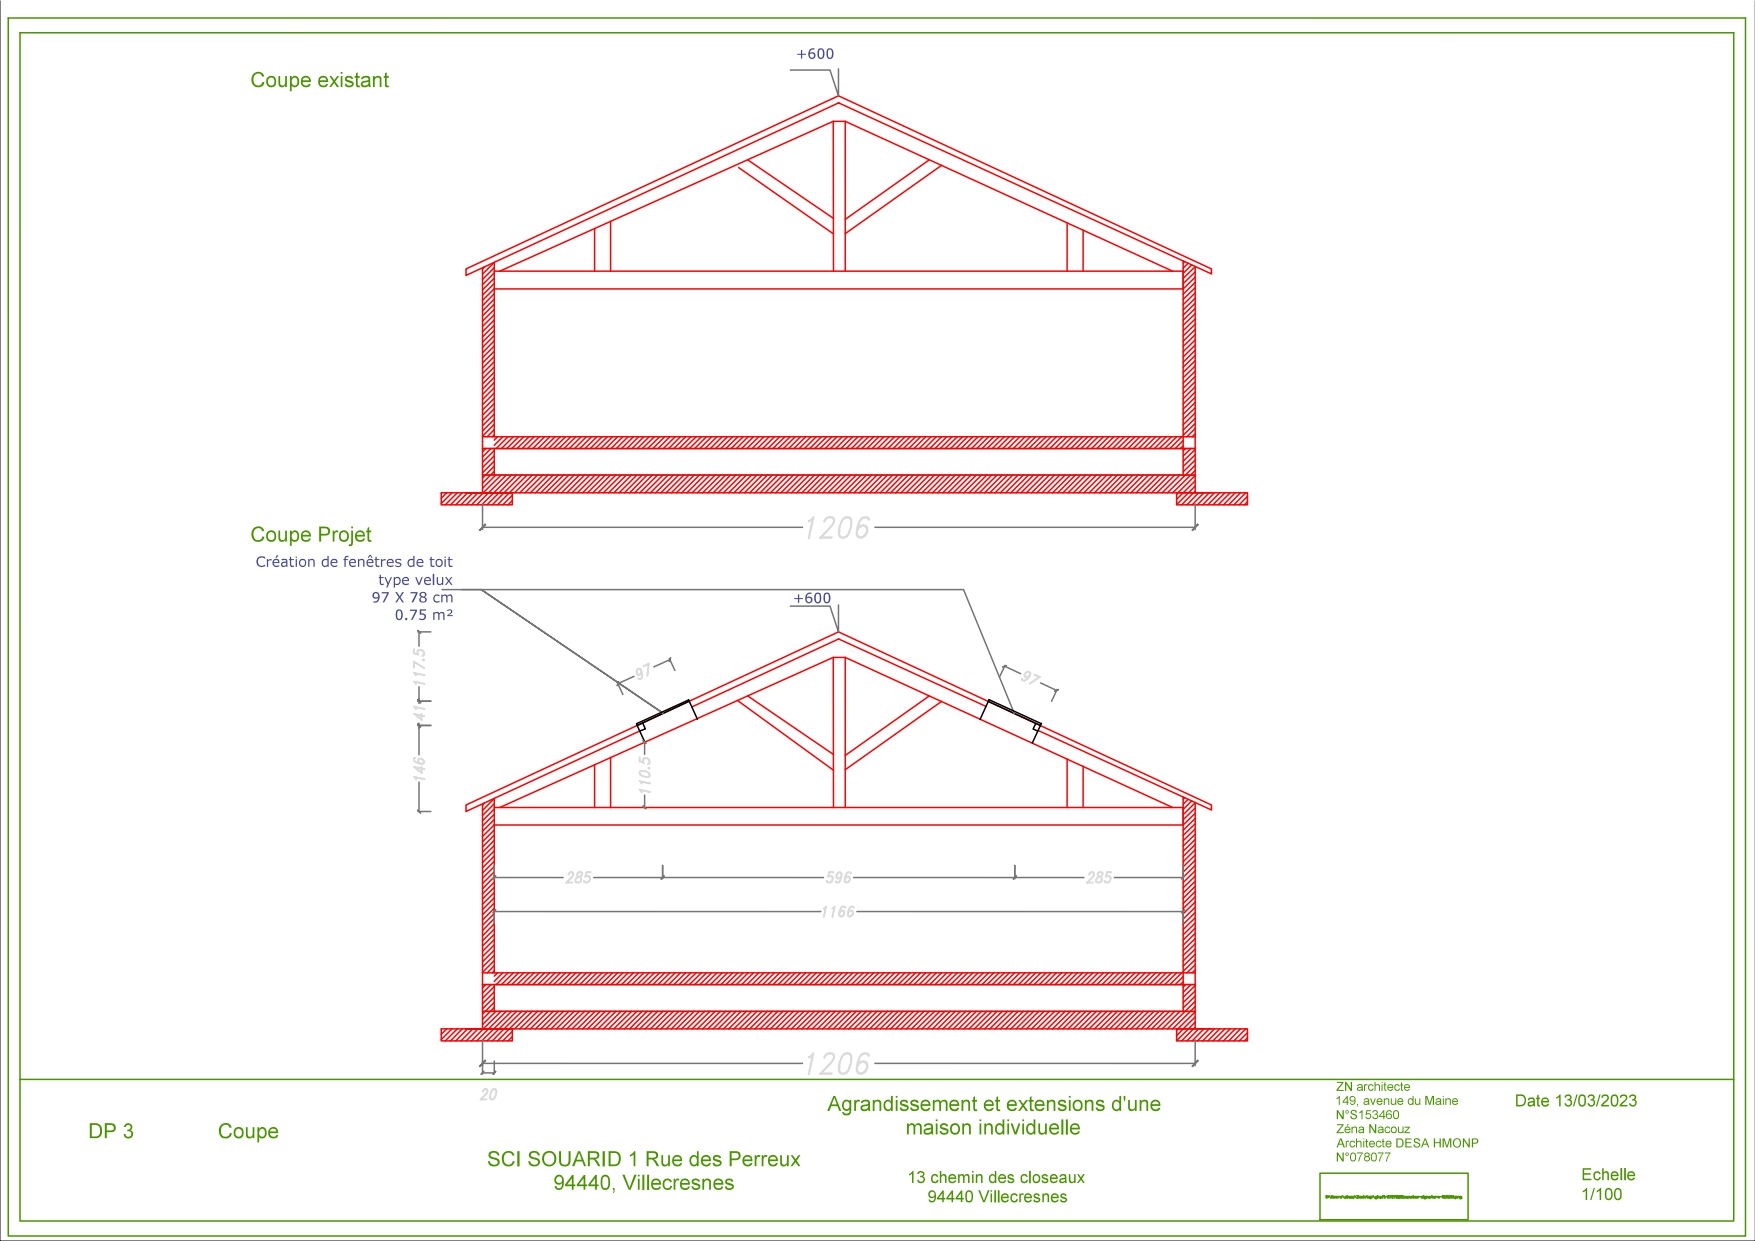 Coupe existant
+600
1206
Coupe Projet
Création de fenêtres de toit
type velux
97 X 78 cm
0.75 m²
+600
117.5
41
146
97
97
110.5
285
596
285
1166
1206
20
DP 3
Coupe
SCI SOUARID 1 Rue des Perreux
94440, Villecresnes
Agrandissement et extensions d'une
maison individuelle
13 chemin des closeaux
94440 Villecresnes
ZN architecte
149, avenue du Maine
N°S153460
Zéna Nacouz
Architecte DESA HMONP
N°078077
Date 13/03/2023
Echelle
1/100